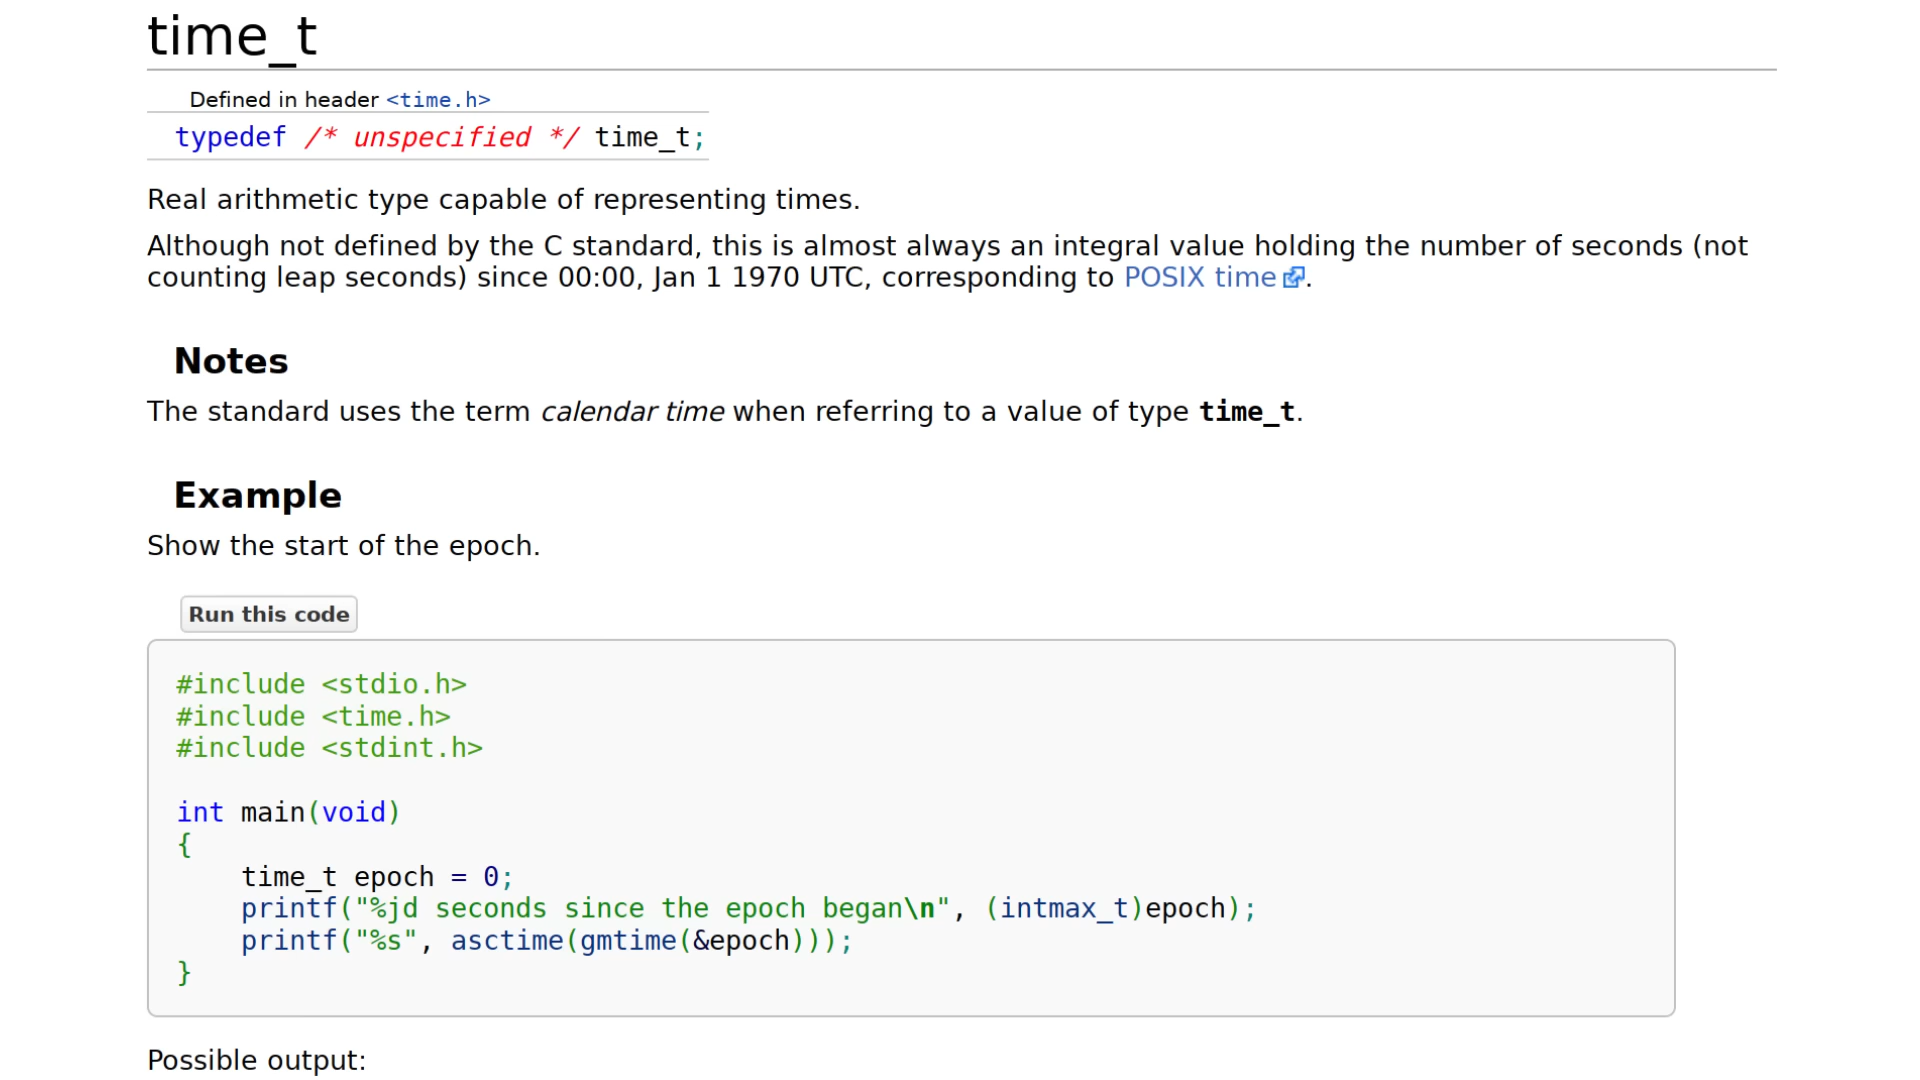 time_t
Defined in header <time.h>
typedef /* unspecified */ time_t;
Real arithmetic type capable of representing times.
Although not defined by the C standard, this is almost always an integral value holding the number of seconds (not
counting leap seconds) since 00:00, Jan 1 1970 UTC, corresponding to POSIX time.
Notes
The standard uses the term calendar time when referring to a value of type time_t.
Example
Show the start of the epoch.
Run this code
#include <stdio.h>
#include <time.h>
#include <stdint.h>
int main(void)
{
    time_t epoch = 0;
    printf("%jd seconds since the epoch began\n", (intmax_t)epoch);
    printf("%s", asctime(gmtime(&epoch)));
}
Possible output: